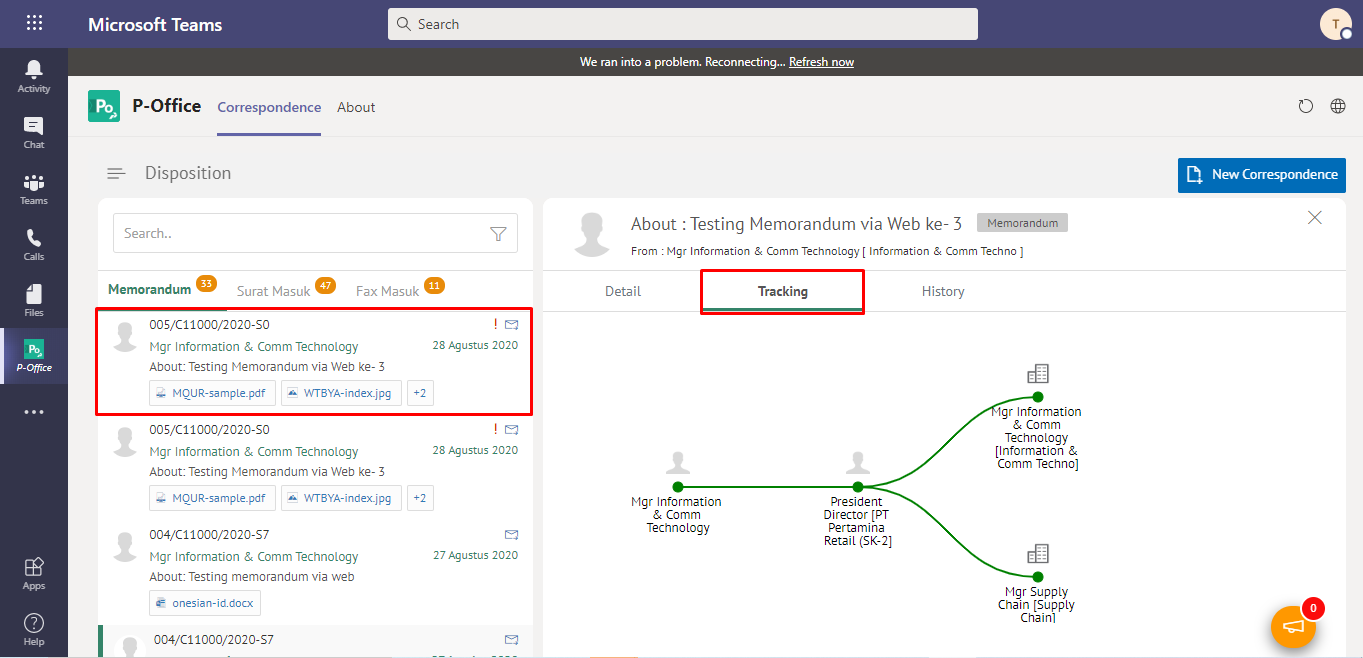 Microsoft Teams
Search
T
We ran into a problem. Reconnecting... Refresh now
Activity
Chat
Teams
Calls
Files
Po
P-Office
Apps
Help
Po
P-Office
Correspondence
About
Disposition
New Correspondence
Search..
Memorandum 33
Surat Masuk 47
Fax Masuk 11
005/C11000/2020-S0 !
Mgr Information & Comm Technology 28 Agustus 2020
About: Testing Memorandum via Web ke- 3
MQUR-sample.pdf WTBYA-index.jpg +2
005/C11000/2020-S0 !
Mgr Information & Comm Technology 28 Agustus 2020
About: Testing Memorandum via Web ke- 3
MQUR-sample.pdf WTBYA-index.jpg +2
004/C11000/2020-S7
Mgr Information & Comm Technology 27 Agustus 2020
About: Testing memorandum via web
onesian-id.docx
004/C11000/2020-S7
About : Testing Memorandum via Web ke- 3 Memorandum
From : Mgr Information & Comm Technology [ Information & Comm Techno ]
Detail
Tracking
History
Mgr Information
& Comm
Technology
President
Director [PT
Pertamina
Retail (SK-2]
Mgr Information
& Comm
Technology
[Information &
Comm Techno]
Mgr Supply
Chain [Supply
Chain]
0